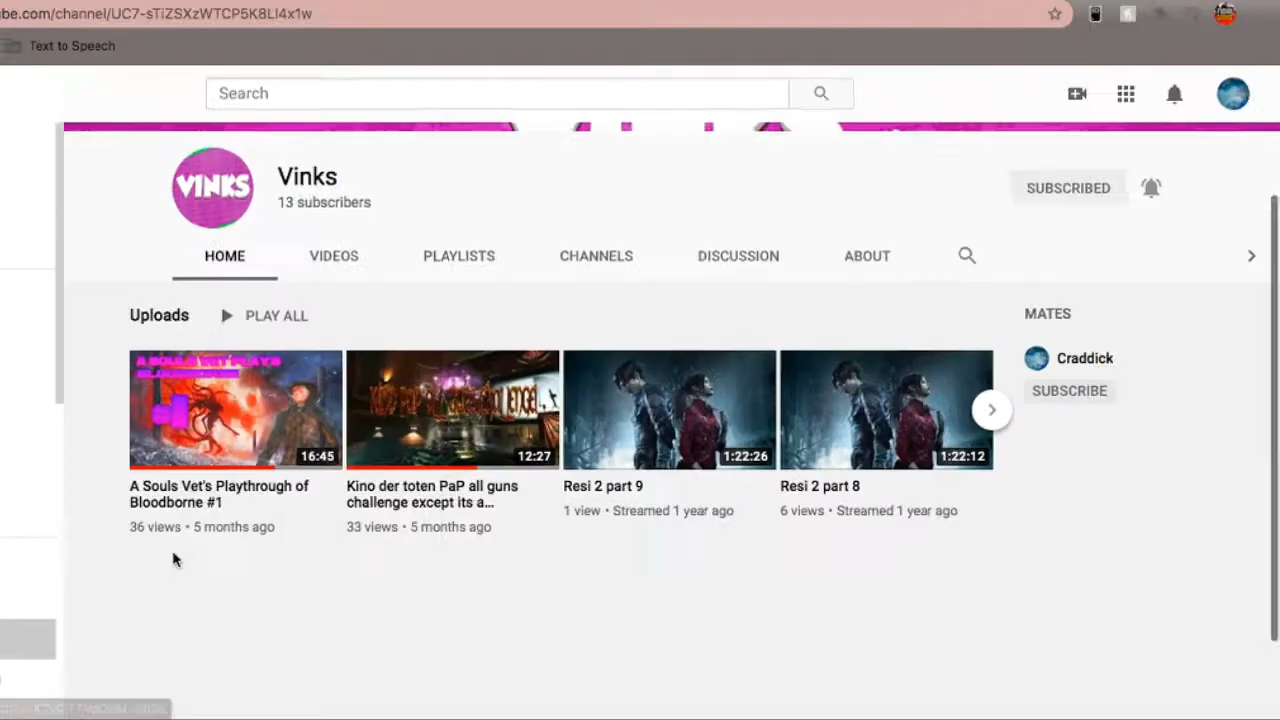 be.com/channel/UC7-sTiZSXzWTCP5K8LI4x1w
Text to Speech
Search
VINKS
Vinks
13 subscribers
SUBSCRIBED
HOME
VIDEOS
PLAYLISTS
CHANNELS
DISCUSSION
ABOUT
Uploads
PLAY ALL
MATES
Craddick
SUBSCRIBE
A SOULS VET PLAYS
BLOODBORNE
16:45
12:27
1:22:26
1:22:12
A Souls Vet's Playthrough of
Bloodborne #1
36 views • 5 months ago
Kino der toten PaP all guns
challenge except its a...
33 views • 5 months ago
Resi 2 part 9
1 view • Streamed 1 year ago
Resi 2 part 8
6 views • Streamed 1 year ago